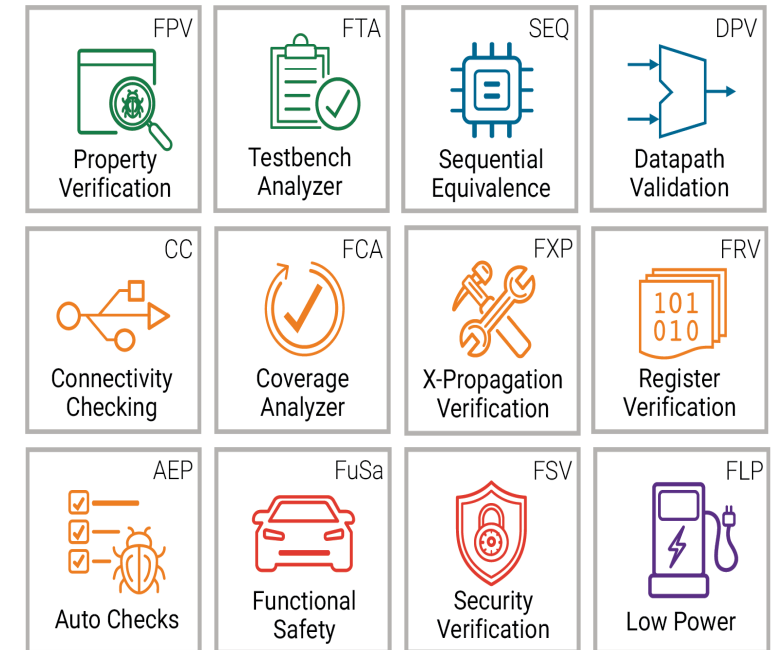 FPV
Property
Verification
FTA
Testbench
Analyzer
SEQ
Sequential
Equivalence
DPV
Datapath
Validation
CC
Connectivity
Checking
FCA
Coverage
Analyzer
FXP
X-Propagation
Verification
FRV
101
010
Register
Verification
AEP
Auto Checks
FuSa
Functional
Safety
FSV
Security
Verification
FLP
Low Power